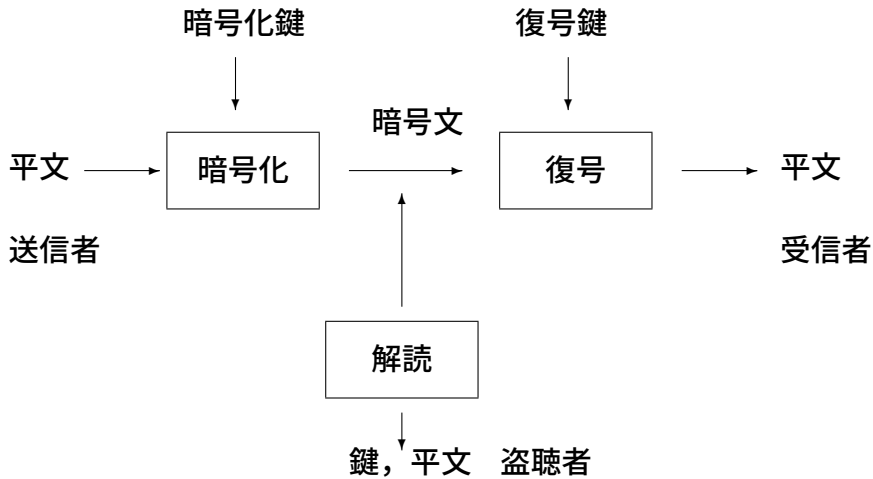 暗号化鍵
復号鍵
暗号文
平文
暗号化
復号
平文
送信者
受信者
解読
鍵，平文 盗聴者